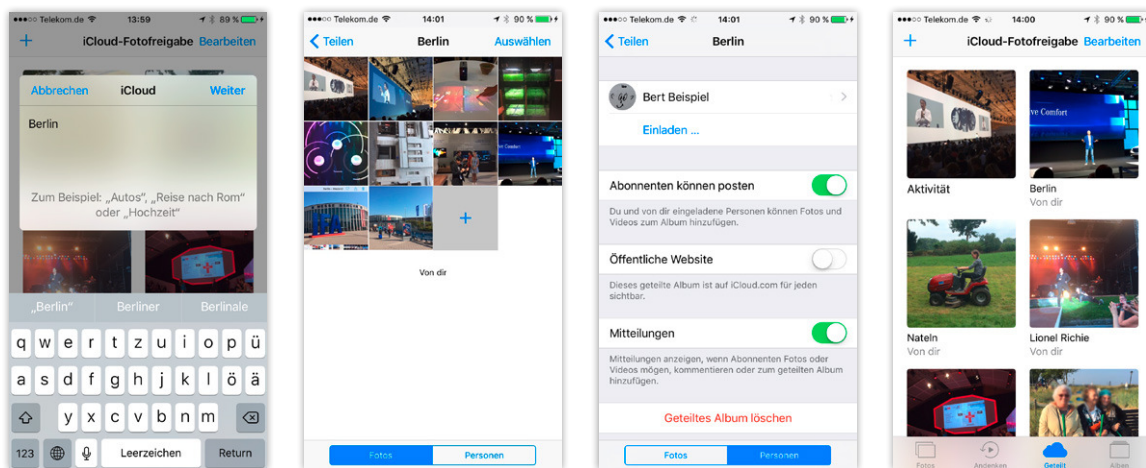 Telekom.de 13:59 89 %
+ iCloud-Fotofreigabe Bearbeiten
Abbrechen iCloud Weiter
Berlin
Zum Beispiel: „Autos“, „Reise nach Rom“
oder „Hochzeit“
„Berlin“ Berliner Berlinale
q w e r t z u i o p ü
a s d f g h j k l ö ä
y x c v b n m
123 Leerzeichen Return
Telekom.de 14:01 90 %
Teilen Berlin Auswählen
IFA
+
Von dir
Fotos Personen
Telekom.de 14:01 90 %
Teilen Berlin
Bert Beispiel
Einladen ...
Abonnenten können posten
Du und von dir eingeladene Personen können Fotos und
Videos zum Album hinzufügen.
Öffentliche Website
Dieses geteilte Album ist auf iCloud.com für jeden
sichtbar.
Mitteilungen
Mitteilungen anzeigen, wenn Abonnenten Fotos oder
Videos mögen, kommentieren oder zum geteilten Album
hinzufügen.
Geteiltes Album löschen
Fotos Personen
Telekom.de 14:00 90 %
+ iCloud-Fotofreigabe Bearbeiten
ve Comfort
Aktivität
Berlin
Von dir
Nateln
Von dir
Lionel Richie
Von dir
Fotos Andenken Geteilt Alben